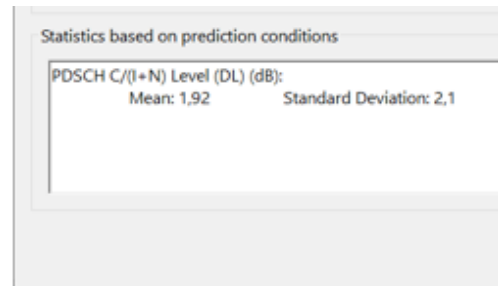 Statistics based on prediction conditions
PDSCH C/(I+N) Level (DL) (dB):
Mean: 1,92 Standard Deviation: 2,1